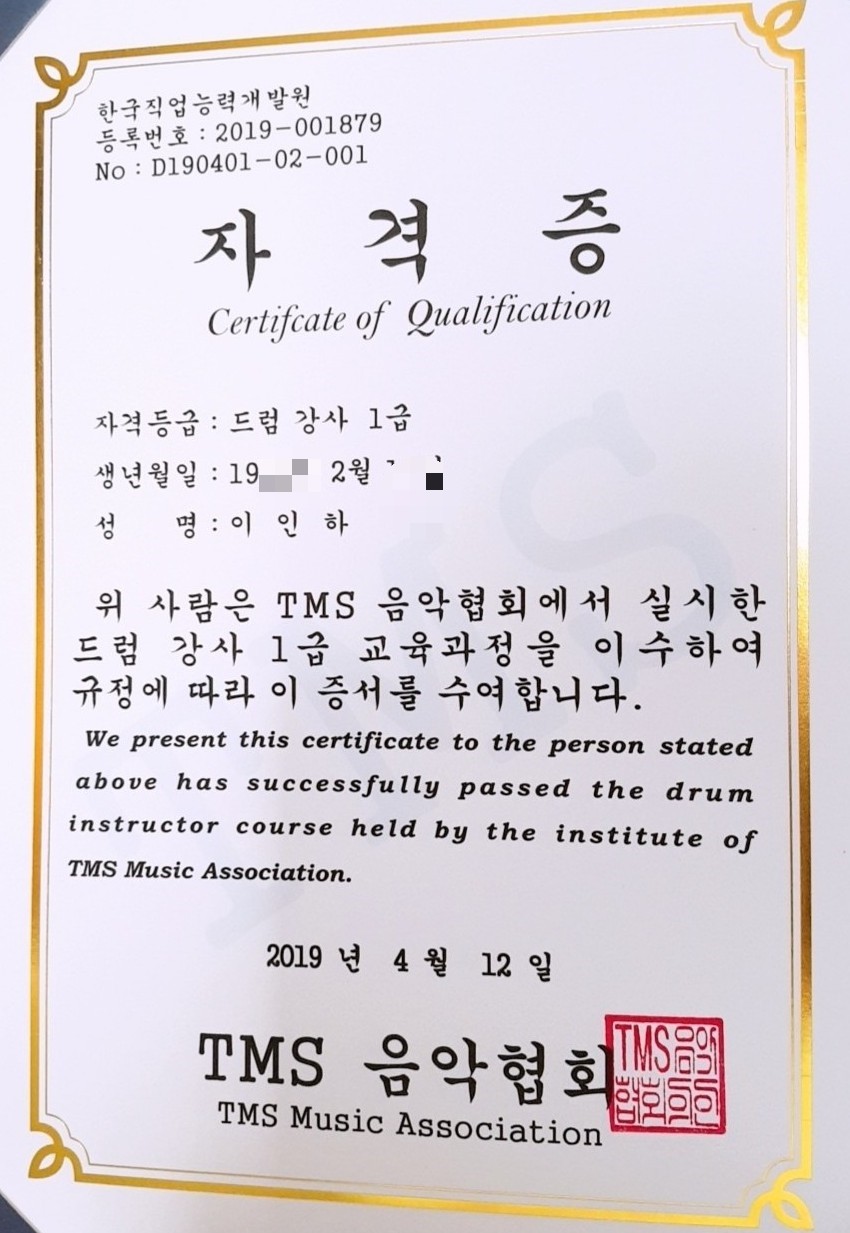 한국직업능력개발원
등록번호 : 2019-001879
No : D190401-02-001
자 격 증
Certifcate of Qualification
자격등급 : 드럼 강사 1급
생년월일 : 19 2월
성 명 : 이 인 하
위 사람은 TMS 음악협회에서 실시한
드럼 강사 1급 교육과정을 이수하여
규정에 따라 이 증서를 수여합니다.
We present this certificate to the person stated
above has successfully passed the drum
instructor course held by the institute of
TMS Music Association.
2019 년 4 월 12 일
TMS 음악협회
TMS Music Association
TMS음악
협회의인
TMS